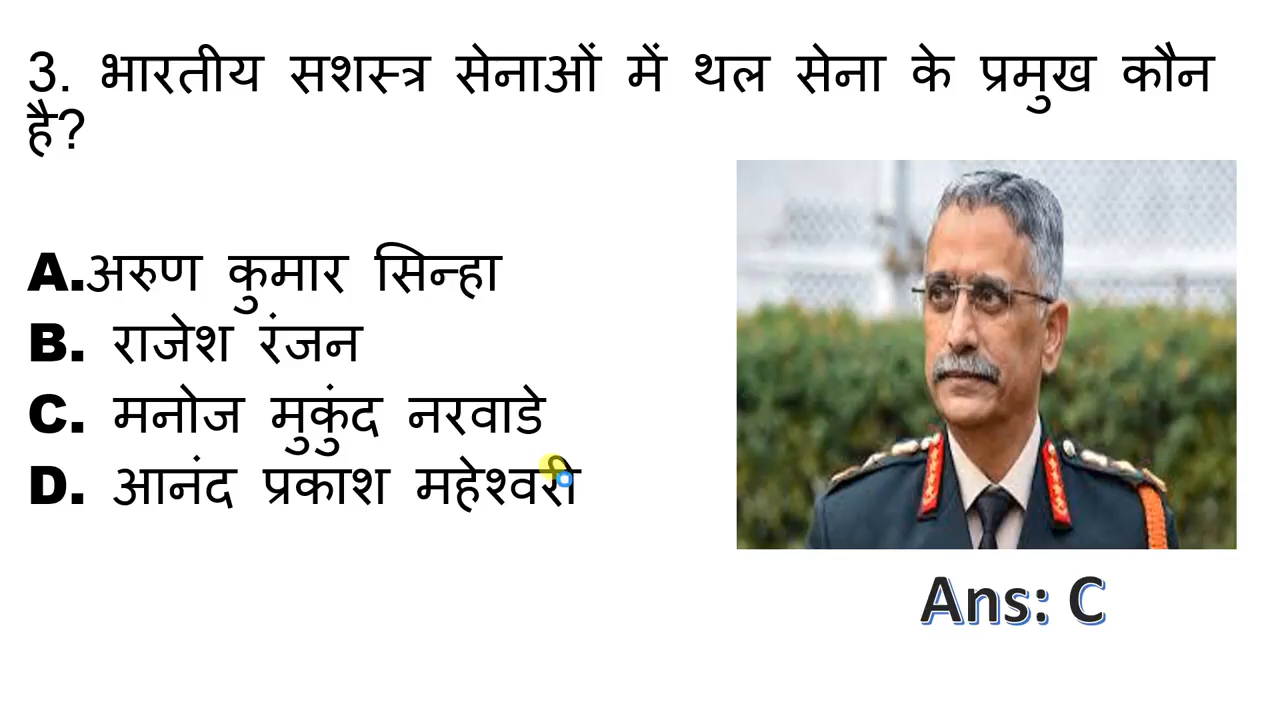 3. भारतीय सशस्त्र सेनाओं में थल सेना के प्रमुख कौन
है?
A.अरुण कुमार सिन्हा
B. राजेश रंजन
C. मनोज मुकुंद नरवाडे
D. आनंद प्रकाश महेश्वरी
Ans: C